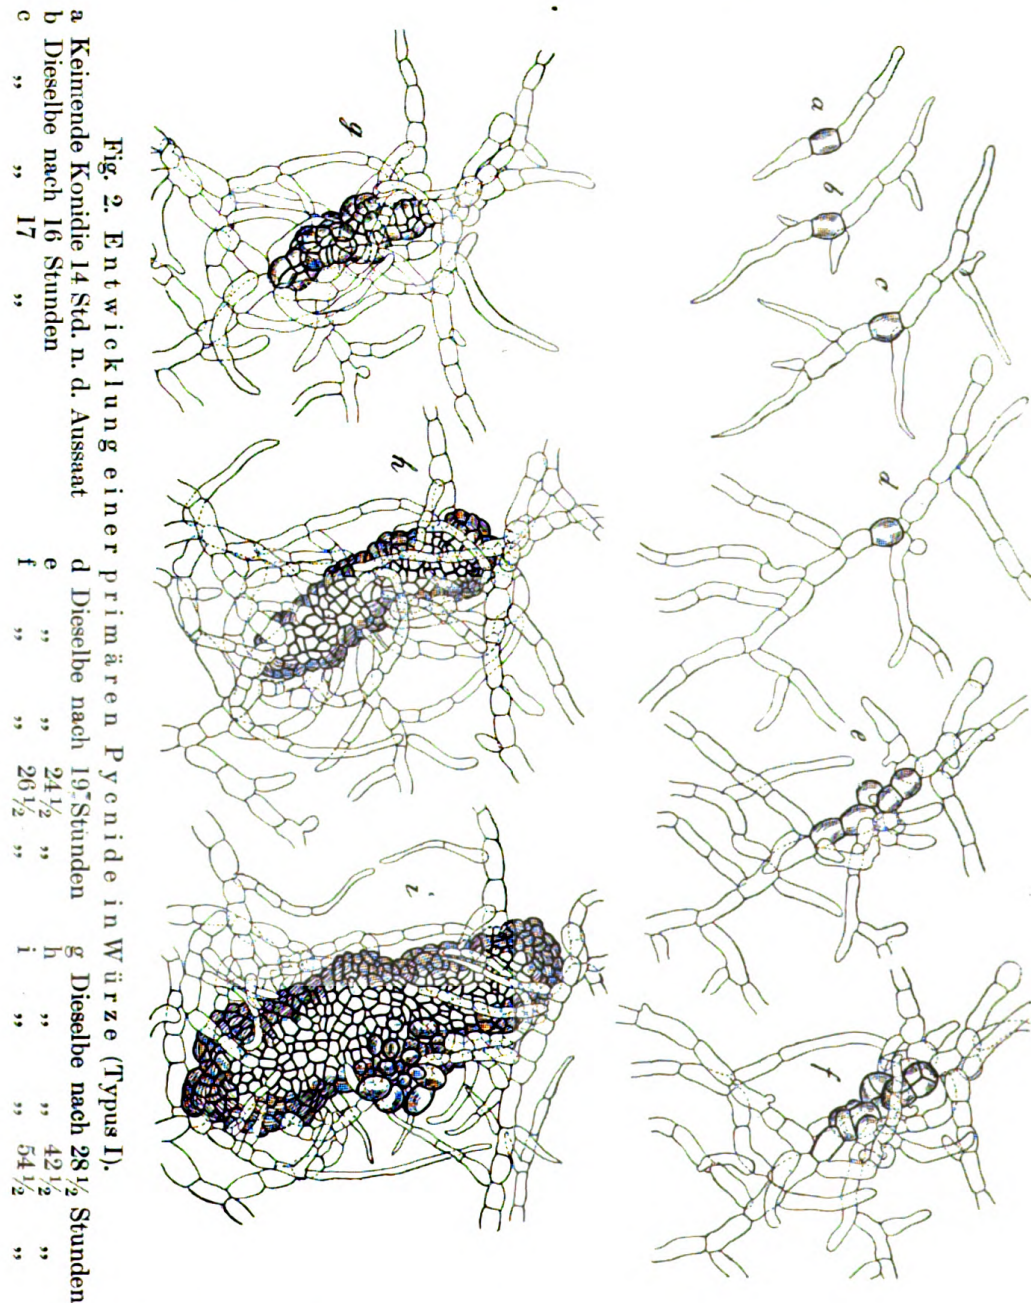 a
b
c
d
e
f
g
h
i
Fig. 2. Entwicklung einer primären Pycnide in Würze (Typus I).
a Keimende Konidie 14 Std. n. d. Aussaat d Dieselbe nach 19 Stunden g Dieselbe nach 28½ Stunden
b Dieselbe nach 16 Stunden e „ „ 24½ „ h „ „ 42½ „
c „ „ 17 „ f „ „ 26½ „ i „ „ 54½ „